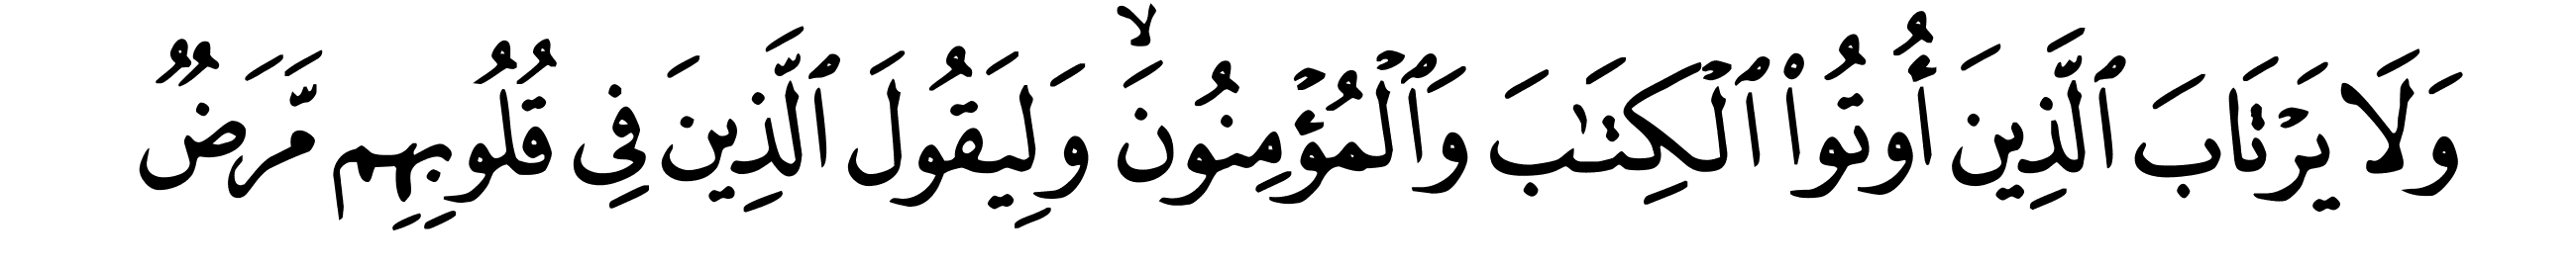 وَلَا يَرْتَابَ ٱلَّذِينَ أُوتُوا۟ ٱلْكِتَـٰبَ وَٱلْمُؤْمِنُونَ ۙ وَلِيَقُولَ ٱلَّذِينَ فِى قُلُوبِهِم مَّرَضٌ